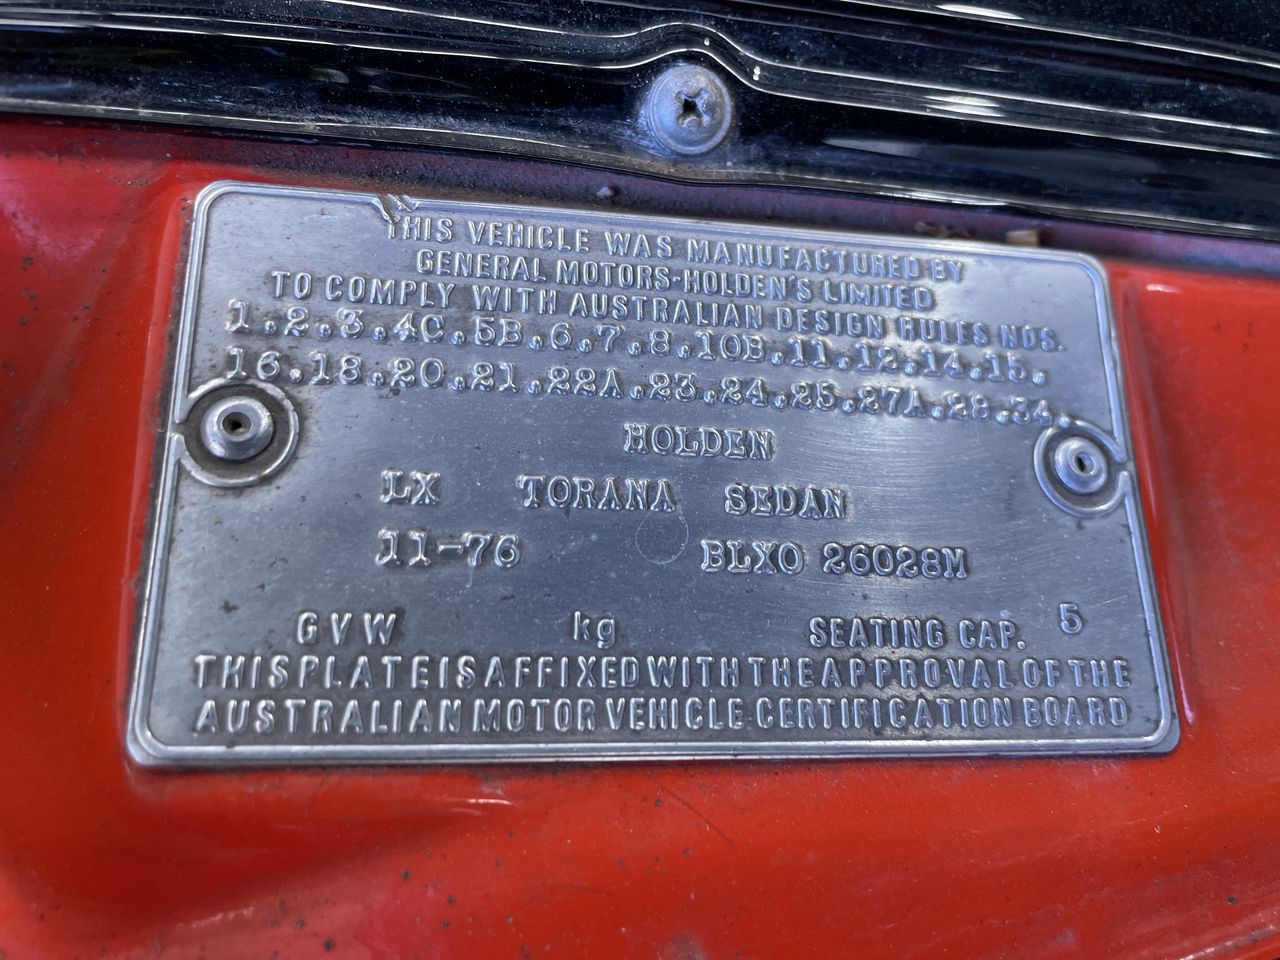 THIS VEHICLE WAS MANUFACTURED BY
GENERAL MOTORS-HOLDEN'S LIMITED
TO COMPLY WITH AUSTRALIAN DESIGN RULES NOS.
1.2.3.4C.5B.6.7.8.10B.11.12.14.15.
16.18.20.21.22A.23.24.25.27A.28.34.
HOLDEN
LX TORANA SEDAN
11-76 BLXO 26028M
GVW kg SEATING CAP. 5
THIS PLATE IS AFFIXED WITH THE APPROVAL OF THE
AUSTRALIAN MOTOR VEHICLE CERTIFICATION BOARD